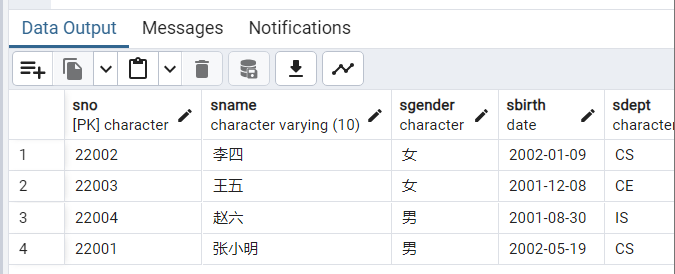 Data Output Messages Notifications
sno sname sgender sbirth sdept
[PK] character character varying (10) character date character
1 22002 李四 女 2002-01-09 CS
2 22003 王五 女 2001-12-08 CE
3 22004 赵六 男 2001-08-30 IS
4 22001 张小明 男 2002-05-19 CS